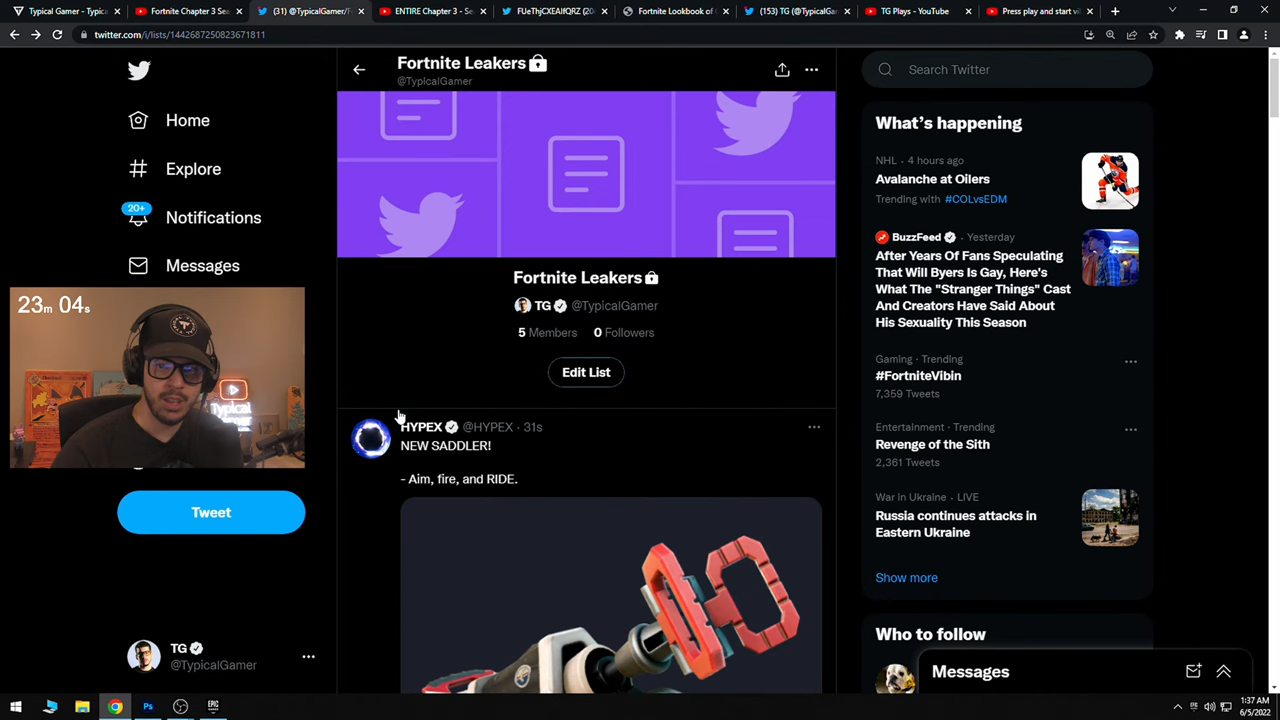 Typical Gamer - Typic
Fortnite Chapter 3 Se
(31) @TypicalGamer/F
ENTIRE Chapter 3 - Se
FUeThjCXEAIfQRZ (20
Fortnite Lookbook of
(153) TG (@TypicalGam
TG Plays - YouTube
Press play and start vi
twitter.com/i/lists/1442687250823671811
Fortnite Leakers
@TypicalGamer
Search Twitter
Home
Explore
20+
Notifications
Messages
23m 04s
Typical
Tweet
TG
@TypicalGamer
Fortnite Leakers
TG @TypicalGamer
5 Members 0 Followers
Edit List
HYPEX @HYPEX · 31s
NEW SADDLER!
- Aim, fire, and RIDE.
What's happening
NHL · 4 hours ago
Avalanche at Oilers
Trending with #COLvsEDM
BuzzFeed · Yesterday
After Years Of Fans Speculating
That Will Byers Is Gay, Here's
What The "Stranger Things" Cast
And Creators Have Said About
His Sexuality This Season
Gaming · Trending
#FortniteVibin
7,359 Tweets
Entertainment · Trending
Revenge of the Sith
2,361 Tweets
War in Ukraine · LIVE
Russia continues attacks in
Eastern Ukraine
Show more
Who to follow
Messages
Ps
EPIC
1:37 AM
6/5/2022